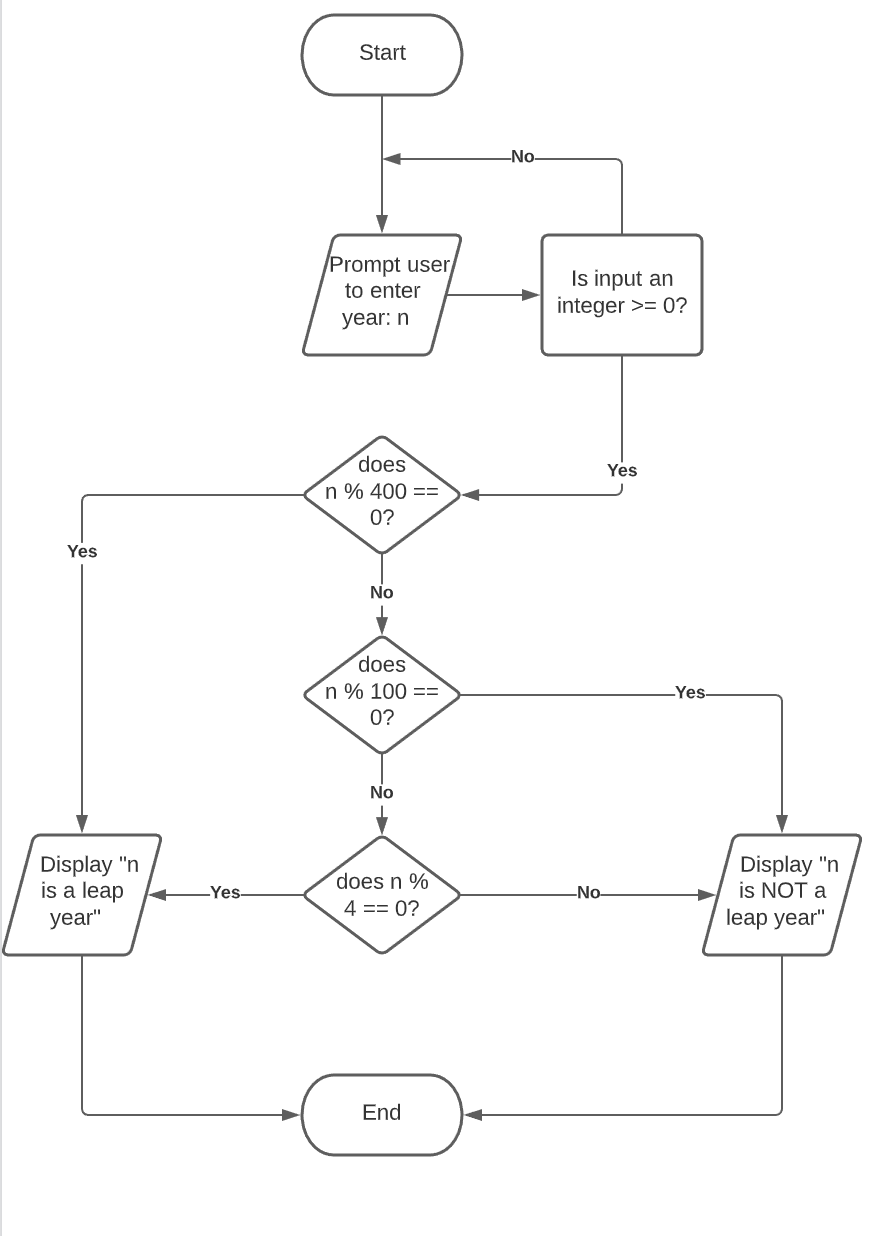 Start
No
Prompt user
to enter
year: n
Is input an
integer >= 0?
Yes
does
n % 400 ==
0?
Yes
No
does
n % 100 ==
0?
Yes
No
Display "n
is a leap
year"
Yes
does n %
4 == 0?
No
Display "n
is NOT a
leap year"
End